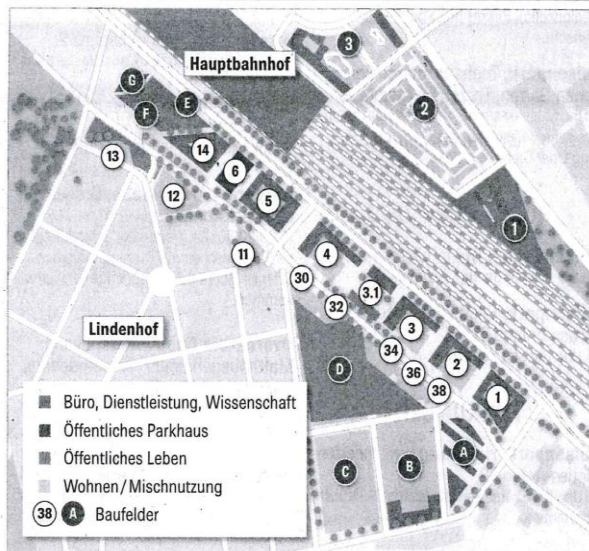 Hauptbahnhof
3
2
1
G
E
F
13
14
6
12
5
11
4
30
3.1
32
3
34
2
36
38
1
Lindenhof
D
C
B
A
Büro, Dienstleistung, Wissenschaft
Öffentliches Parkhaus
Öffentliches Leben
Wohnen/Mischnutzung
38 A Baufelder